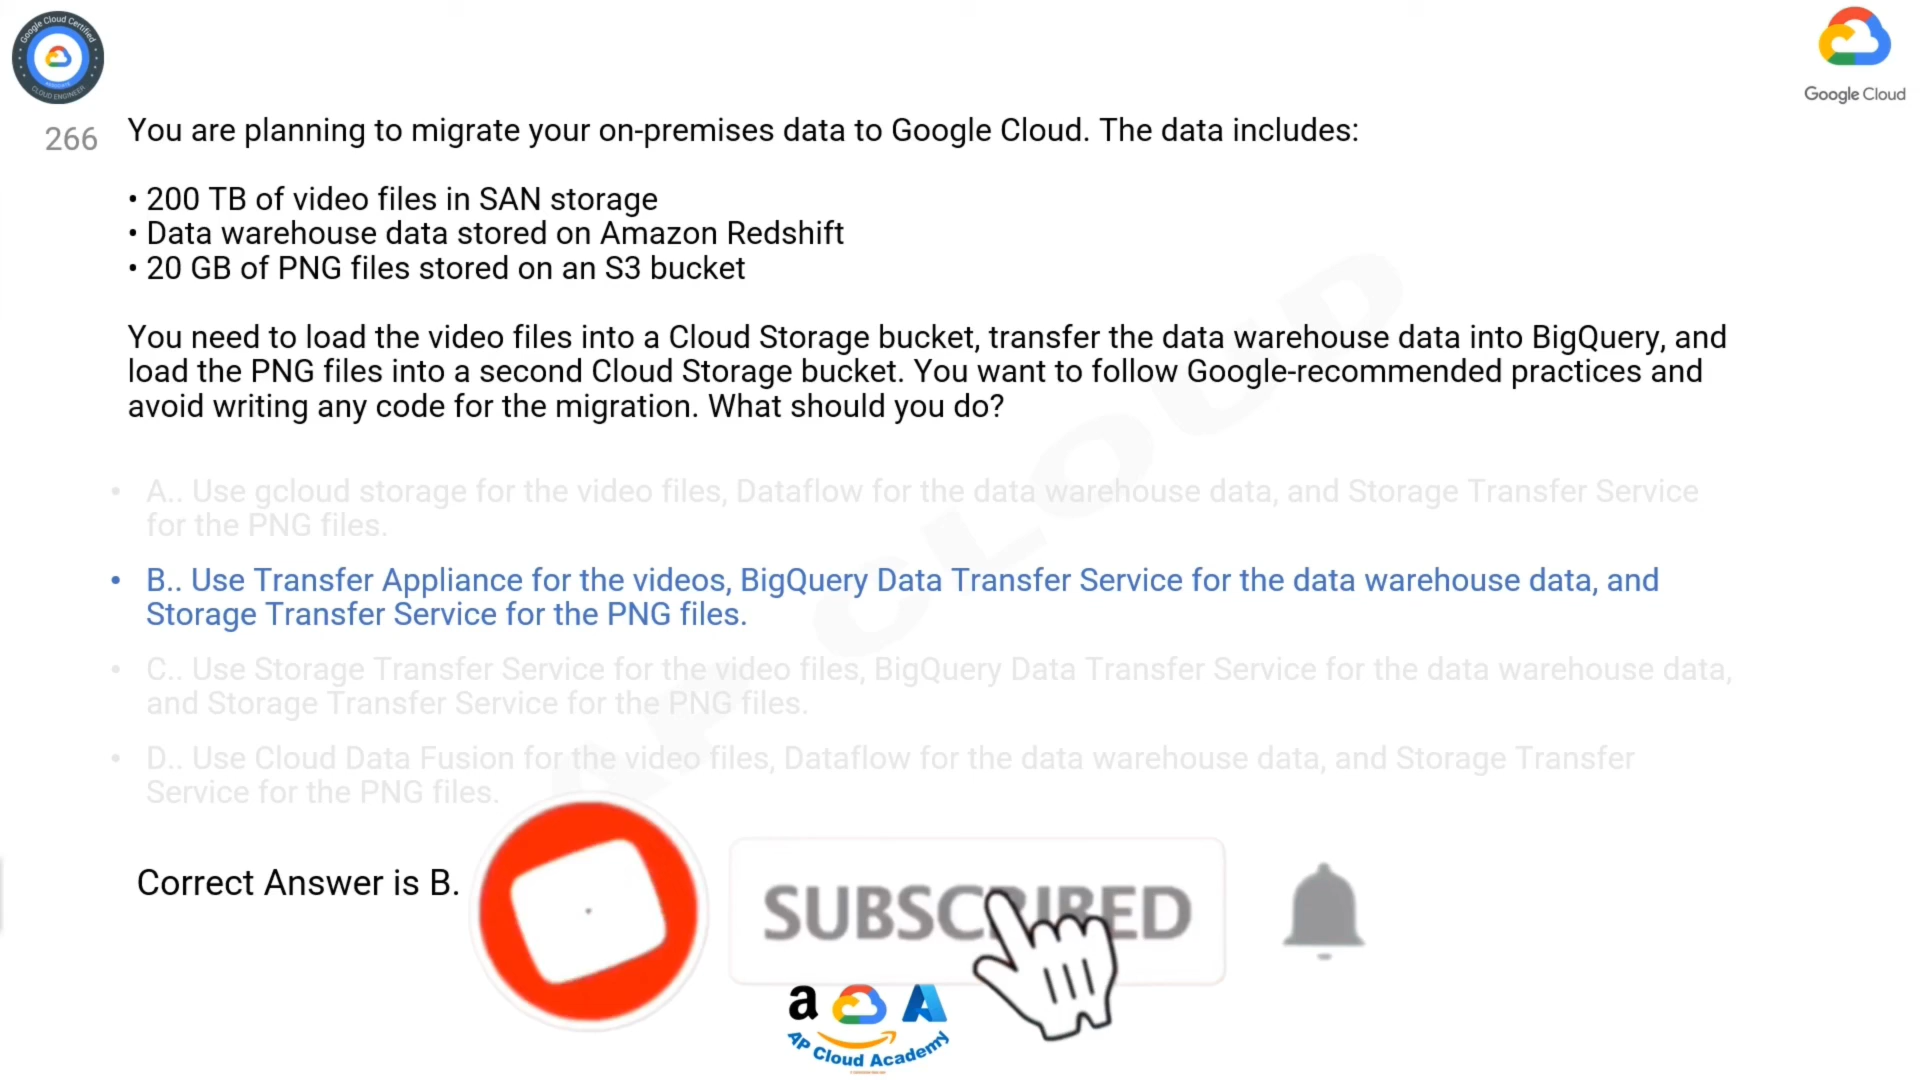 Google Cloud Certified
CLOUD ENGINEER
Google Cloud
266
You are planning to migrate your on-premises data to Google Cloud. The data includes:
• 200 TB of video files in SAN storage
• Data warehouse data stored on Amazon Redshift
• 20 GB of PNG files stored on an S3 bucket
You need to load the video files into a Cloud Storage bucket, transfer the data warehouse data into BigQuery, and
load the PNG files into a second Cloud Storage bucket. You want to follow Google-recommended practices and
avoid writing any code for the migration. What should you do?
• A.. Use gcloud storage for the video files, Dataflow for the data warehouse data, and Storage Transfer Service
for the PNG files.
• B.. Use Transfer Appliance for the videos, BigQuery Data Transfer Service for the data warehouse data, and
Storage Transfer Service for the PNG files.
• C.. Use Storage Transfer Service for the video files, BigQuery Data Transfer Service for the data warehouse data,
and Storage Transfer Service for the PNG files.
• D.. Use Cloud Data Fusion for the video files, Dataflow for the data warehouse data, and Storage Transfer
Service for the PNG files.
AP CLOUD
Correct Answer is B.
SUBSCRIBED
a
AP Cloud Academy